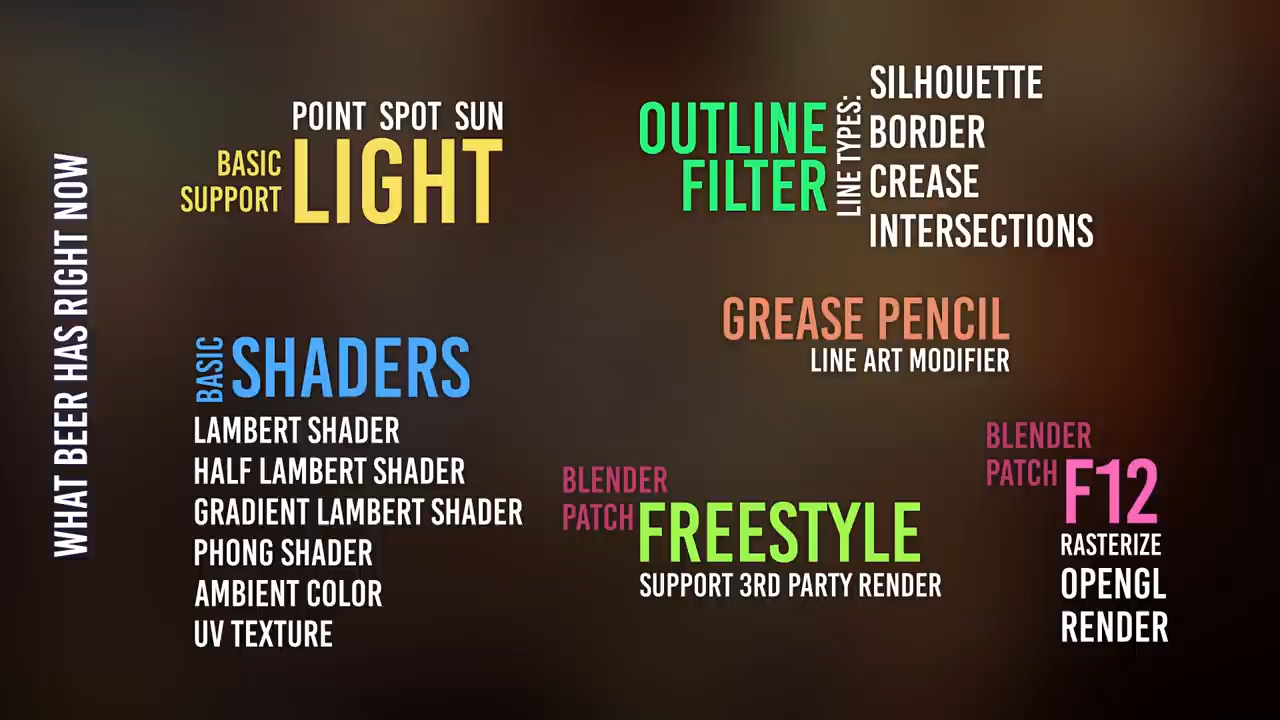 WHAT BEER HAS RIGHT NOW
POINT SPOT SUN
BASIC
SUPPORT
LIGHT
OUTLINE
FILTER
LINE TYPES:
SILHOUETTE
BORDER
CREASE
INTERSECTIONS
GREASE PENCIL
LINE ART MODIFIER
BASIC
SHADERS
LAMBERT SHADER
HALF LAMBERT SHADER
GRADIENT LAMBERT SHADER
PHONG SHADER
AMBIENT COLOR
UV TEXTURE
BLENDER
PATCH
FREESTYLE
SUPPORT 3RD PARTY RENDER
BLENDER
PATCH
F12
RASTERIZE
OPENGL
RENDER